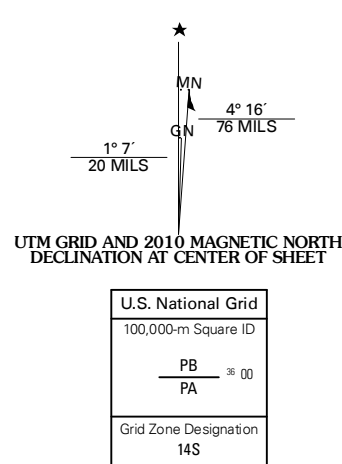 ★
MN
4° 16´
76 MILS
GN
1° 7´
20 MILS
UTM GRID AND 2010 MAGNETIC NORTH
DECLINATION AT CENTER OF SHEET
U.S. National Grid
100,000-m Square ID
PB
36 00
PA
Grid Zone Designation
14S